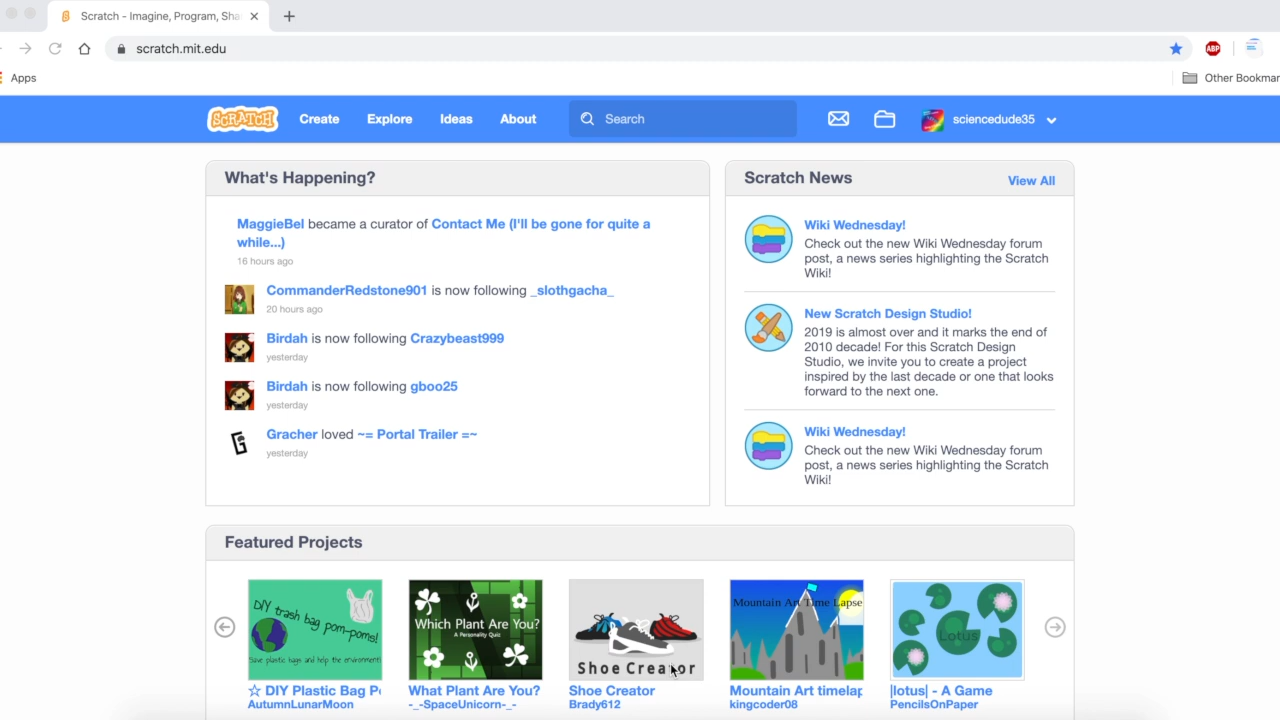 Scratch - Imagine, Program, Sha
scratch.mit.edu
ABP
Apps
Other Bookmar
SCRATCH
Create
Explore
Ideas
About
Search
sciencedude35
What's Happening?
MaggieBel became a curator of Contact Me (I'll be gone for quite a
while...)
16 hours ago
CommanderRedstone901 is now following _slothgacha_
20 hours ago
Birdah is now following Crazybeast999
yesterday
Birdah is now following gboo25
yesterday
Gracher loved ~= Portal Trailer =~
yesterday
Scratch News
View All
Wiki Wednesday!
Check out the new Wiki Wednesday forum
post, a news series highlighting the Scratch
Wiki!
New Scratch Design Studio!
2019 is almost over and it marks the end of
2010 decade! For this Scratch Design
Studio, we invite you to create a project
inspired by the last decade or one that looks
forward to the next one.
Wiki Wednesday!
Check out the new Wiki Wednesday forum
post, a news series highlighting the Scratch
Wiki!
Featured Projects
DIY trash bag pom-poms!
Save plastic bags and help the environment!
☆ DIY Plastic Bag P
AutumnLunarMoon
Which Plant Are You?
A Personality Quiz
What Plant Are You?
-_-SpaceUnicorn-_-
Shoe Creator
Shoe Creator
Brady612
Mountain Art Time Lapse
Mountain Art timelap
kingcoder08
Lotus
|lotus| - A Game
PencilsOnPaper